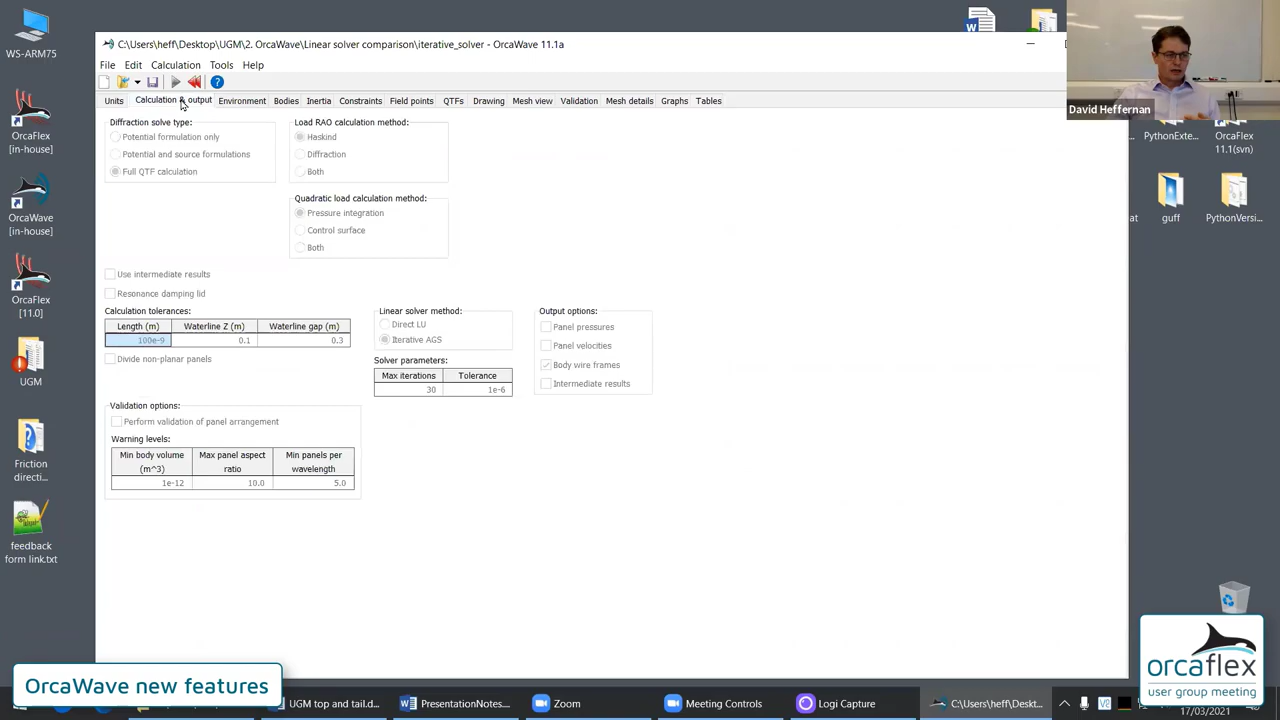 WS-ARM75
OrcaFlex
[in-house]
OrcaWave
[in-house]
OrcaFlex
[11.0]
UGM
Friction
directi...
feedback
form link.txt
C:\Users\heff\Desktop\UGM\2. OrcaWave\Linear solver comparison\iterative_solver - OrcaWave 11.1a
File Edit Calculation Tools Help
Units Calculation & output Environment Bodies Inertia Constraints Field points QTFs Drawing Mesh view Validation Mesh details Graphs Tables
Diffraction solve type:
Potential formulation only
Potential and source formulations
Full QTF calculation
Load RAO calculation method:
Haskind
Diffraction
Both
Quadratic load calculation method:
Pressure integration
Control surface
Both
Use intermediate results
Resonance damping lid
Calculation tolerances:
Length (m) Waterline Z (m) Waterline gap (m)
100e-9 0.1 0.3
Divide non-planar panels
Linear solver method:
Direct LU
Iterative AGS
Solver parameters:
Max iterations Tolerance
30 1e-6
Output options:
Panel pressures
Panel velocities
Body wire frames
Intermediate results
Validation options:
Perform validation of panel arrangement
Warning levels:
Min body volume Max panel aspect Min panels per
(m^3) ratio wavelength
1e-12 10.0 5.0
David Heffernan
PythonExte... OrcaFlex
11.1(svn)
at guff PythonVersi...
OrcaWave new features
orcaflex
user group meeting
UGM top and tail.d... PresentationNotes... Zoom Meeting Controls Logi Capture C:\Users\heff\Deskt...
17/03/2021